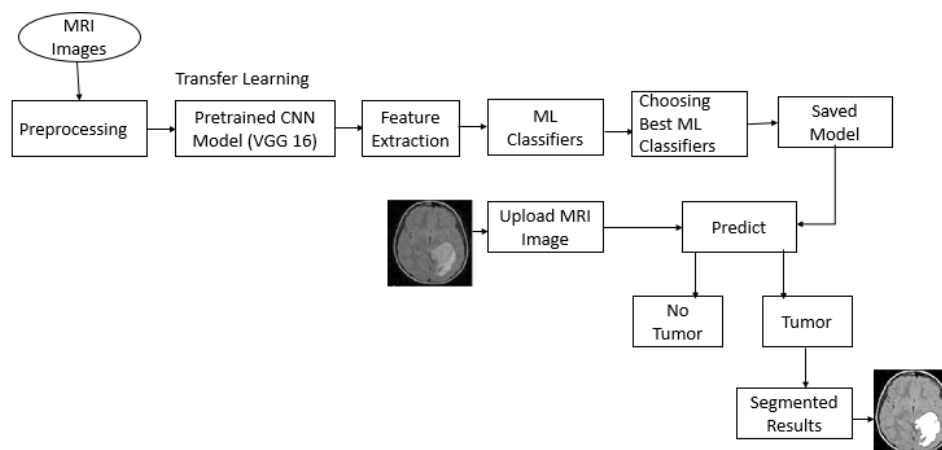 MRI
Images
Transfer Learning
Preprocessing
Pretrained CNN
Model (VGG 16)
Feature
Extraction
ML
Classifiers
Choosing
Best ML
Classifiers
Saved
Model
Upload MRI
Image
Predict
No
Tumor
Tumor
Segmented
Results